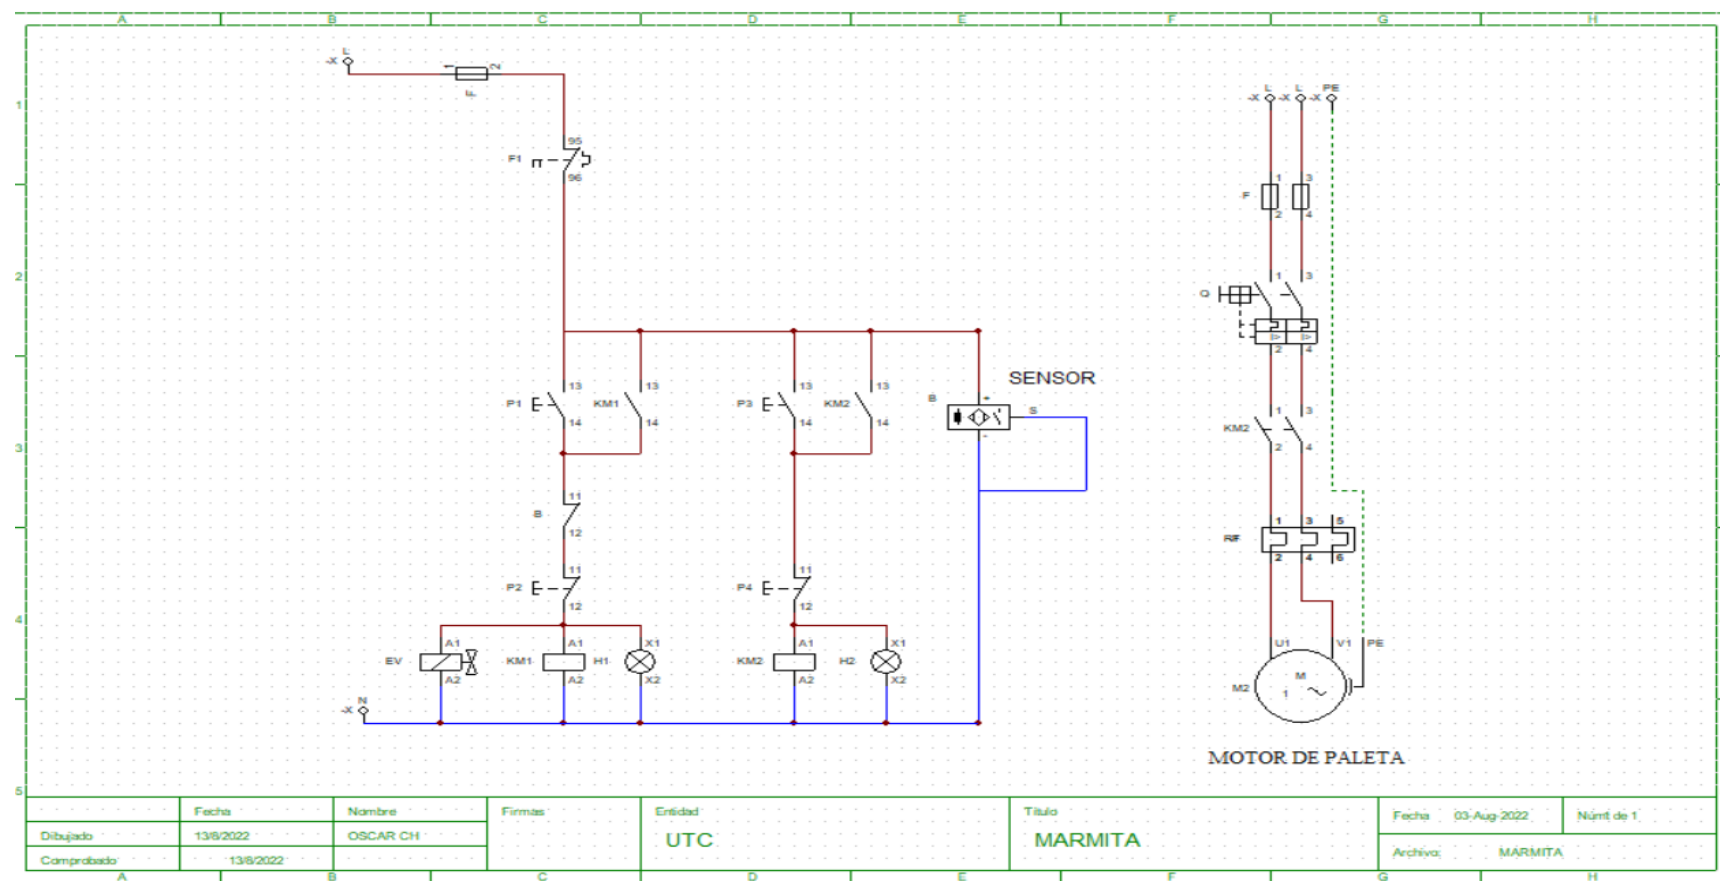 A B C D E F G H
1
2
3
4
5
L
-X
1 2
F
95
F1
96
13 13 13 13
P1 KM1 P3 KM2
14 14 14 14
SENSOR
B + S
-
11
B
12
11 11
P2 P4
12 12
A1 A1 X1 A1 X1
EV KM1 H1 KM2 H2
A2 A2 X2 A2 X2
N
-X
L L PE
-X -X -X
1 3
F
2 4
1 3
Q
I> I>
2 4
1 3
KM2
2 4
1 3 5
2 4 6
U1 V1 PE
M
M2 1
MOTOR DE PALETA
Fecha Nombre Firmas Entidad Título
Dibujado 13/8/2022 OSCAR CH UTC MARMITA
Comprobado 13/8/2022
Fecha 03-Aug-2022 Núm1 de 1
Archivo: MARMITA
A B C D E F G H